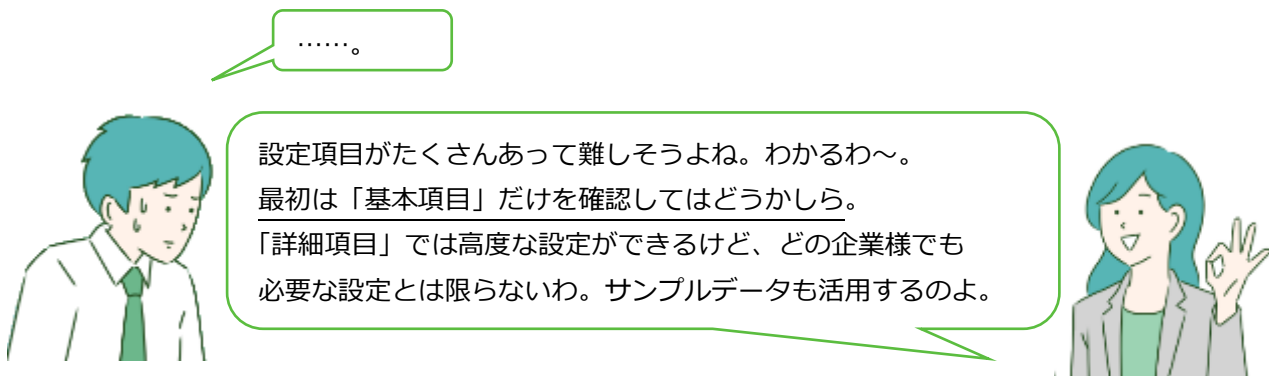 ……。
設定項目がたくさんあって難しそうよね。わかるわ～。
最初は「基本項目」だけを確認してはどうかしら。
「詳細項目」では高度な設定ができるけど、どの企業様でも
必要な設定とは限らないわ。サンプルデータも活用するのよ。